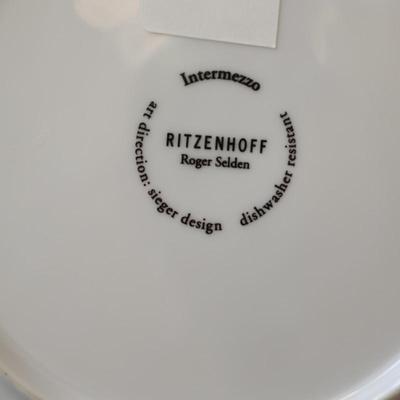 Intermezzo
RITZENHOFF
Roger Selden
art direction: sieger design
dishwasher resistant